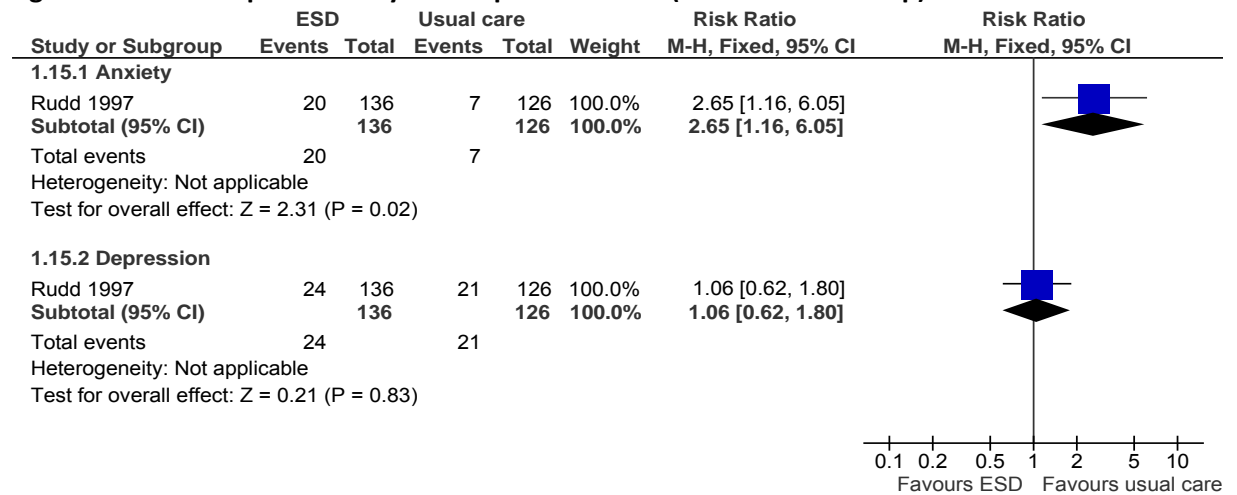 ESD Usual care Risk Ratio Risk Ratio
Study or Subgroup Events Total Events Total Weight M-H, Fixed, 95% CI M-H, Fixed, 95% CI
1.15.1 Anxiety
Rudd 1997 20 136 7 126 100.0% 2.65 [1.16, 6.05]
Subtotal (95% CI) 136 126 100.0% 2.65 [1.16, 6.05]
Total events 20 7
Heterogeneity: Not applicable
Test for overall effect: Z = 2.31 (P = 0.02)
1.15.2 Depression
Rudd 1997 24 136 21 126 100.0% 1.06 [0.62, 1.80]
Subtotal (95% CI) 136 126 100.0% 1.06 [0.62, 1.80]
Total events 24 21
Heterogeneity: Not applicable
Test for overall effect: Z = 0.21 (P = 0.83)
0.1 0.2 0.5 1 2 5 10
Favours ESD Favours usual care